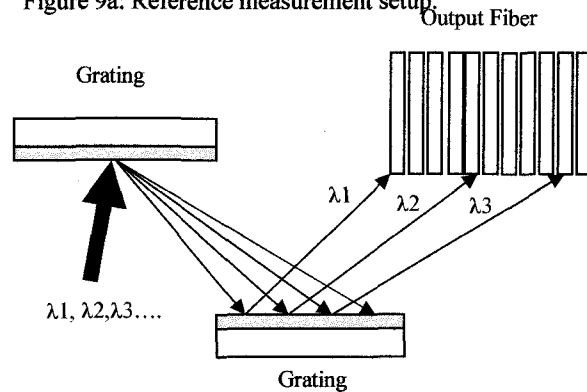 Figure 9a: Reference measurement setup.
Output Fiber
Grating
λ1
λ2
λ3
λ1, λ2,λ3....
Grating